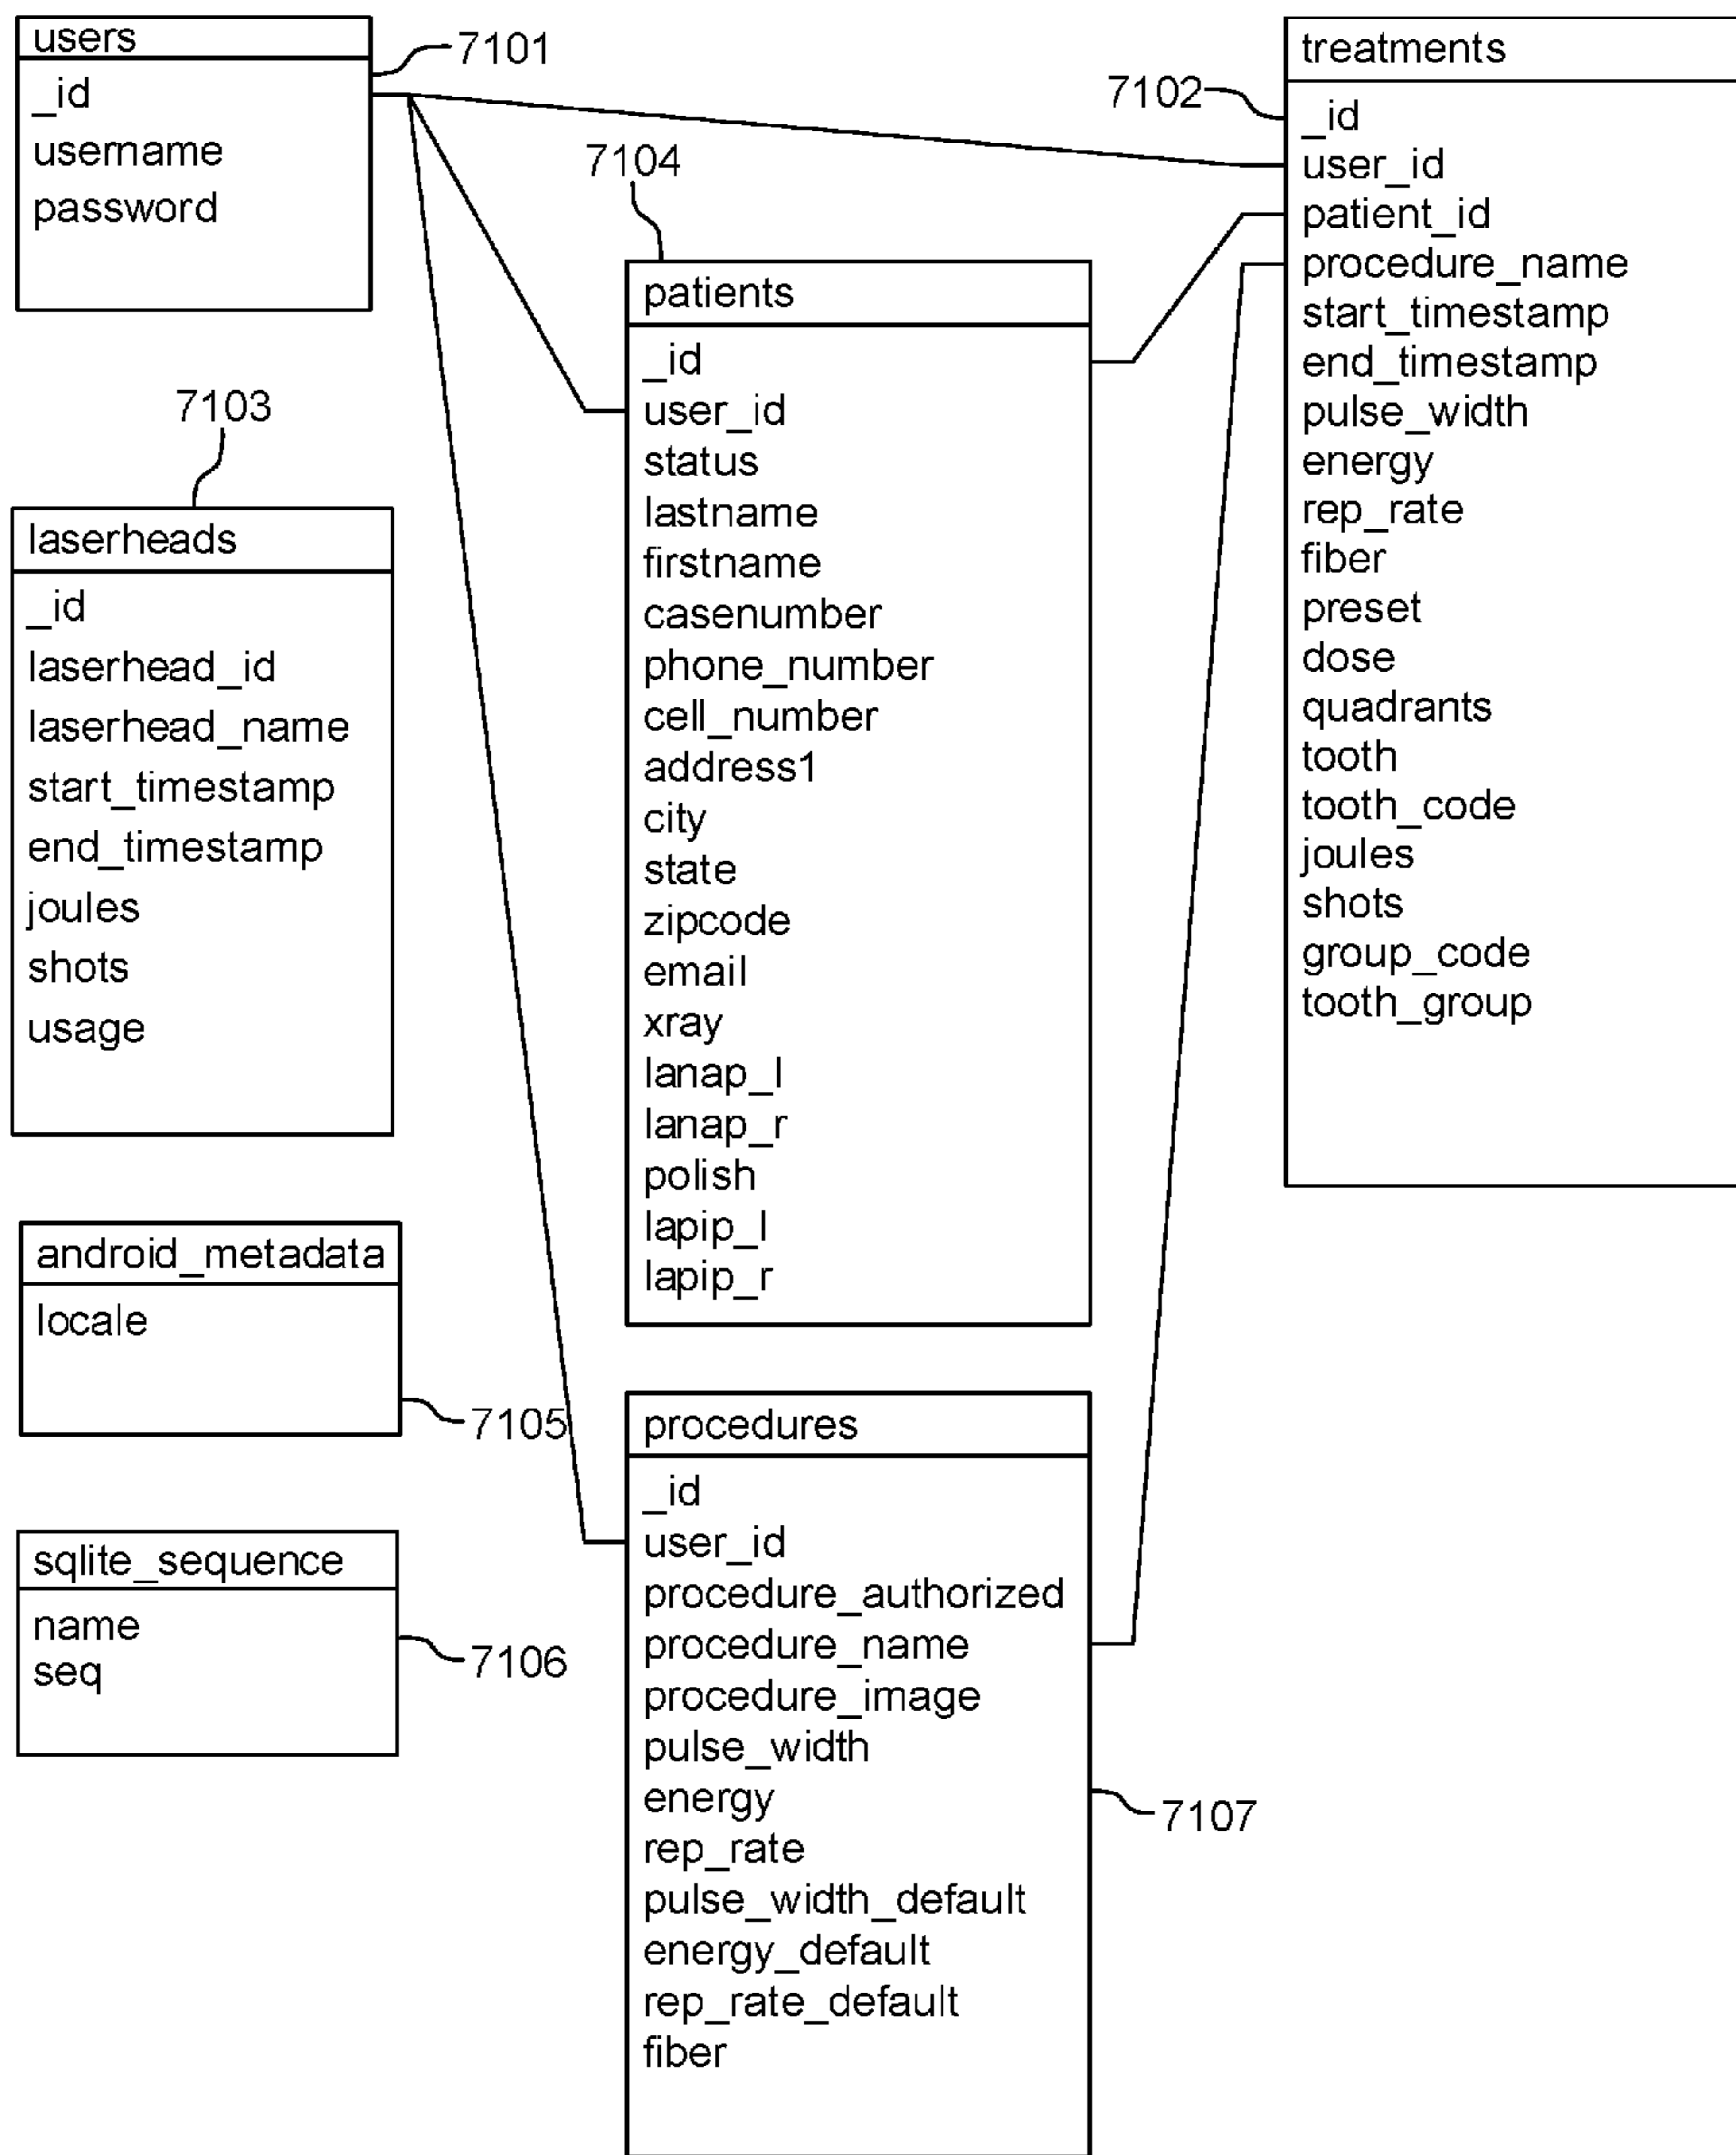 users
_id
username
password
7101
7102
treatments
_id
user_id
patient_id
procedure_name
start_timestamp
end_timestamp
pulse_width
energy
rep_rate
fiber
preset
dose
quadrants
tooth
tooth_code
joules
shots
group_code
tooth_group
7104
patients
_id
user_id
status
lastname
firstname
casenumber
phone_number
cell_number
address1
city
state
zipcode
email
xray
lanap_l
lanap_r
polish
lapip_l
lapip_r
7103
laserheads
_id
laserhead_id
laserhead_name
start_timestamp
end_timestamp
joules
shots
usage
android_metadata
locale
7105
sqlite_sequence
name
seq
7106
procedures
_id
user_id
procedure_authorized
procedure_name
procedure_image
pulse_width
energy
rep_rate
pulse_width_default
energy_default
rep_rate_default
fiber
7107